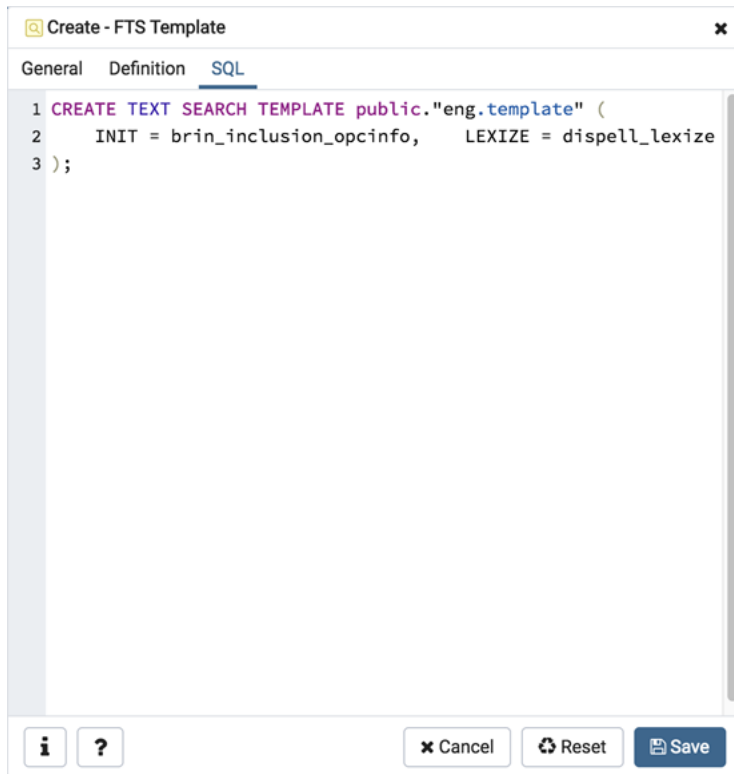 Create - FTS Template
General Definition SQL
1 CREATE TEXT SEARCH TEMPLATE public."eng.template" (
2 INIT = brin_inclusion_opcinfo, LEXIZE = dispell_lexize
3 );
i ? Cancel Reset Save